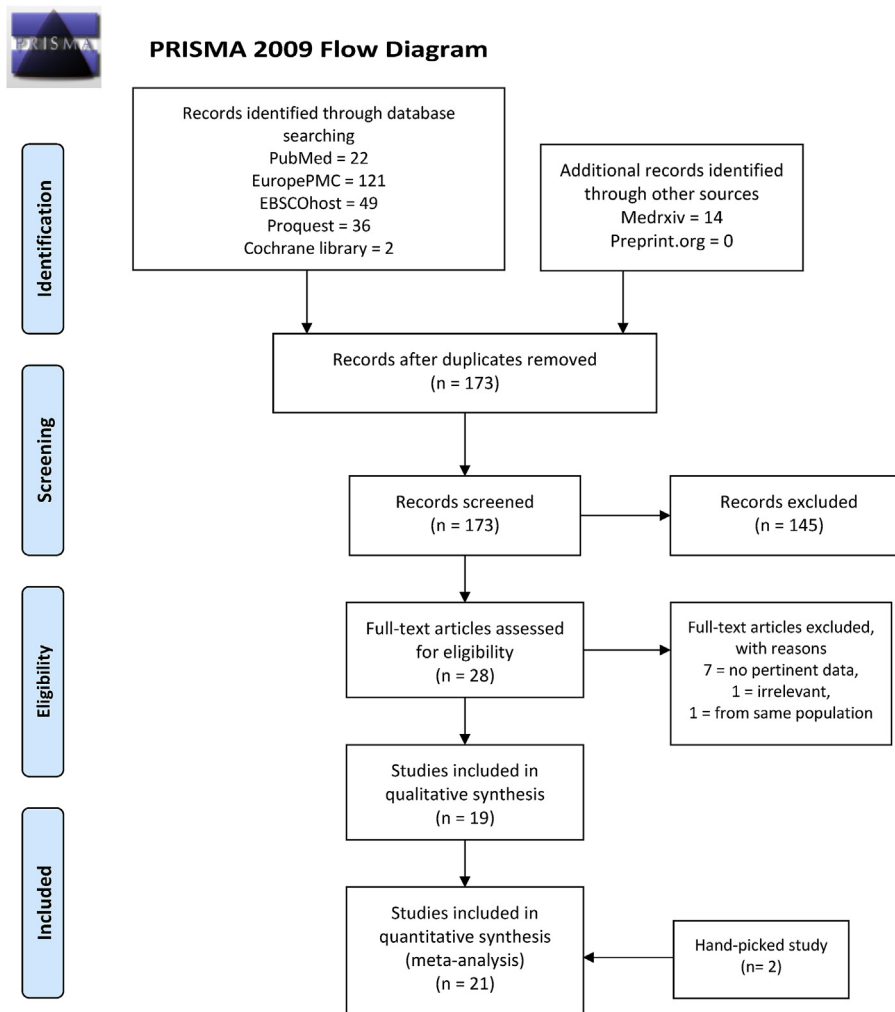 PRISMA
PRISMA 2009 Flow Diagram
Identification
Records identified through database
searching
PubMed = 22
EuropePMC = 121
EBSCOhost = 49
Proquest = 36
Cochrane library = 2
Additional records identified
through other sources
Medrxiv = 14
Preprint.org = 0
Records after duplicates removed
(n = 173)
Screening
Records screened
(n = 173)
Records excluded
(n = 145)
Eligibility
Full-text articles assessed
for eligibility
(n = 28)
Full-text articles excluded,
with reasons
7 = no pertinent data,
1 = irrelevant,
1 = from same population
Studies included in
qualitative synthesis
(n = 19)
Included
Studies included in
quantitative synthesis
(meta-analysis)
(n = 21)
Hand-picked study
(n= 2)